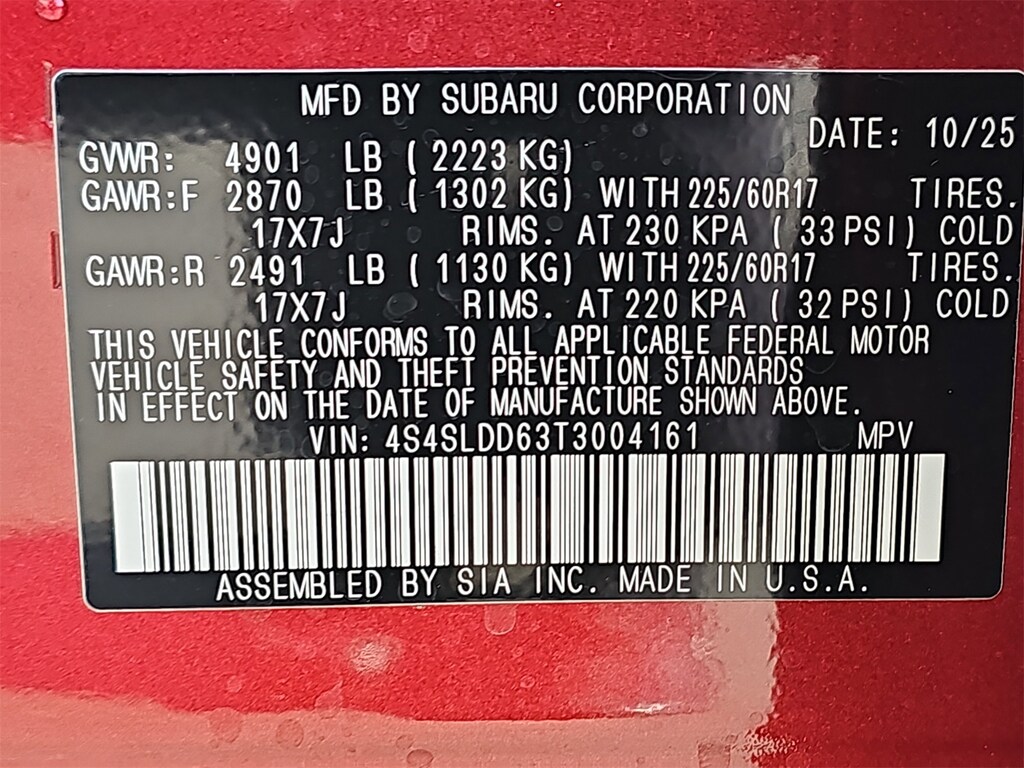 MFD BY SUBARU CORPORATION
DATE: 10/25
GVWR: 4901 LB ( 2223 KG)
GAWR:F 2870 LB ( 1302 KG) WITH 225/60R17 TIRES.
17X7J RIMS. AT 230 KPA ( 33 PSI) COLD
GAWR:R 2491 LB ( 1130 KG) WITH 225/60R17 TIRES.
17X7J RIMS. AT 220 KPA ( 32 PSI) COLD
THIS VEHICLE CONFORMS TO ALL APPLICABLE FEDERAL MOTOR
VEHICLE SAFETY AND THEFT PREVENTION STANDARDS
IN EFFECT ON THE DATE OF MANUFACTURE SHOWN ABOVE.
VIN: 4S4SLDD63T3004161 MPV
ASSEMBLED BY SIA INC. MADE IN U.S.A.